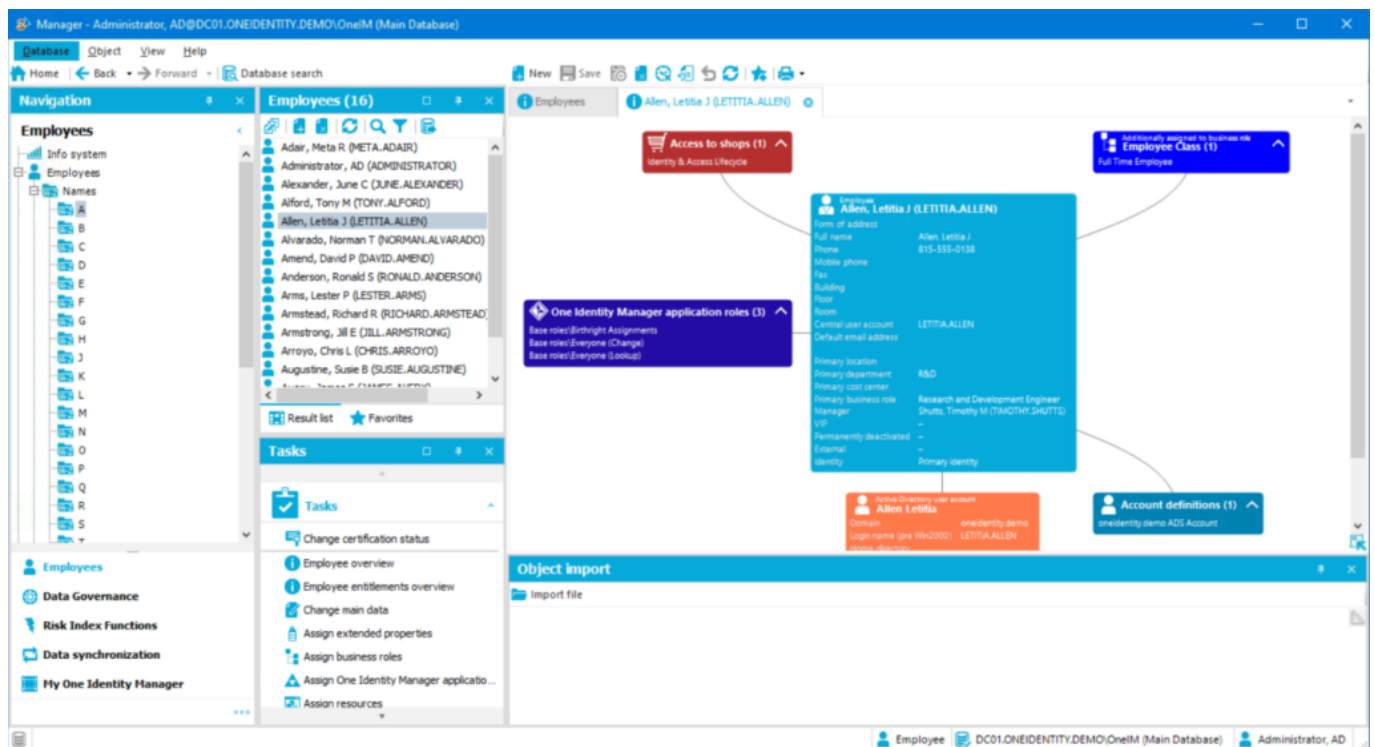 Manager - Administrator, AD@DC01.ONEIDENTITY.DEMO\OneIM (Main Database)
Database Object View Help
Home Back Forward Database search
New Save
Navigation
Employees
Info system
Employees
Names
A
B
C
D
E
F
G
H
J
K
L
M
N
O
P
Q
R
S
T
Employees
Data Governance
Risk Index Functions
Data synchronization
My One Identity Manager
Employees (16)
Adair, Meta R (META.ADAIR)
Administrator, AD (ADMINISTRATOR)
Alexander, June C (JUNE.ALEXANDER)
Alford, Tony M (TONY.ALFORD)
Allen, Letitia J (LETITIA.ALLEN)
Alvarado, Norman T (NORMAN.ALVARADO)
Amend, David P (DAVID.AMEND)
Anderson, Ronald S (RONALD.ANDERSON)
Arms, Lester P (LESTER.ARMS)
Armstead, Richard R (RICHARD.ARMSTEAD)
Armstrong, Jill E (JILL.ARMSTRONG)
Arroyo, Chris L (CHRIS.ARROYO)
Augustine, Susie B (SUSIE.AUGUSTINE)
Result list Favorites
Tasks
Tasks
Change certification status
Employee overview
Employee entitlements overview
Change main data
Assign extended properties
Assign business roles
Assign One Identity Manager applicatio...
Assign resources
Employees Allen, Letitia J (LETITIA.ALLEN)
Access to shops (1)
Identity & Access Lifecycle
Additionally assigned to business role
Employee Class (1)
Full Time Employee
One Identity Manager application roles (3)
Base roles\Birthright Assignments
Base roles\Everyone (Change)
Base roles\Everyone (Lookup)
Employee
Allen, Letitia J (LETITIA.ALLEN)
Form of address
Full name Allen, Letitia J
Phone 815-555-0138
Mobile phone
Fax
Building
Floor
Room
Central user account LETITIA.ALLEN
Default email address
Primary location
Primary department R&D
Primary cost center
Primary business role Research and Development Engineer
Manager Shutts, Timothy M (TIMOTHY.SHUTTS)
VIP –
Permanently deactivated –
External –
Identity Primary identity
Active Directory user account
Allen Letitia
Domain oneidentity.demo
Login name (pre Win2000) LETITIA.ALLEN
Home directory
Account definitions (1)
oneidentity.demo ADS Account
Object import
Import file
Employee DC01.ONEIDENTITY.DEMO\OneIM (Main Database) Administrator, AD